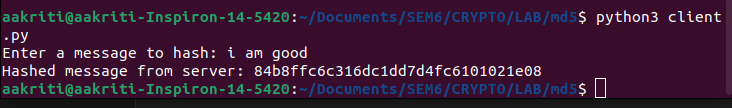 aakriti@aakriti-Inspiron-14-5420:~/Documents/SEM6/CRYPTO/LAB/md5$ python3 client
.py
Enter a message to hash: i am good
Hashed message from server: 84b8ffc6c316dc1dd7d4fc6101021e08
aakriti@aakriti-Inspiron-14-5420:~/Documents/SEM6/CRYPTO/LAB/md5$